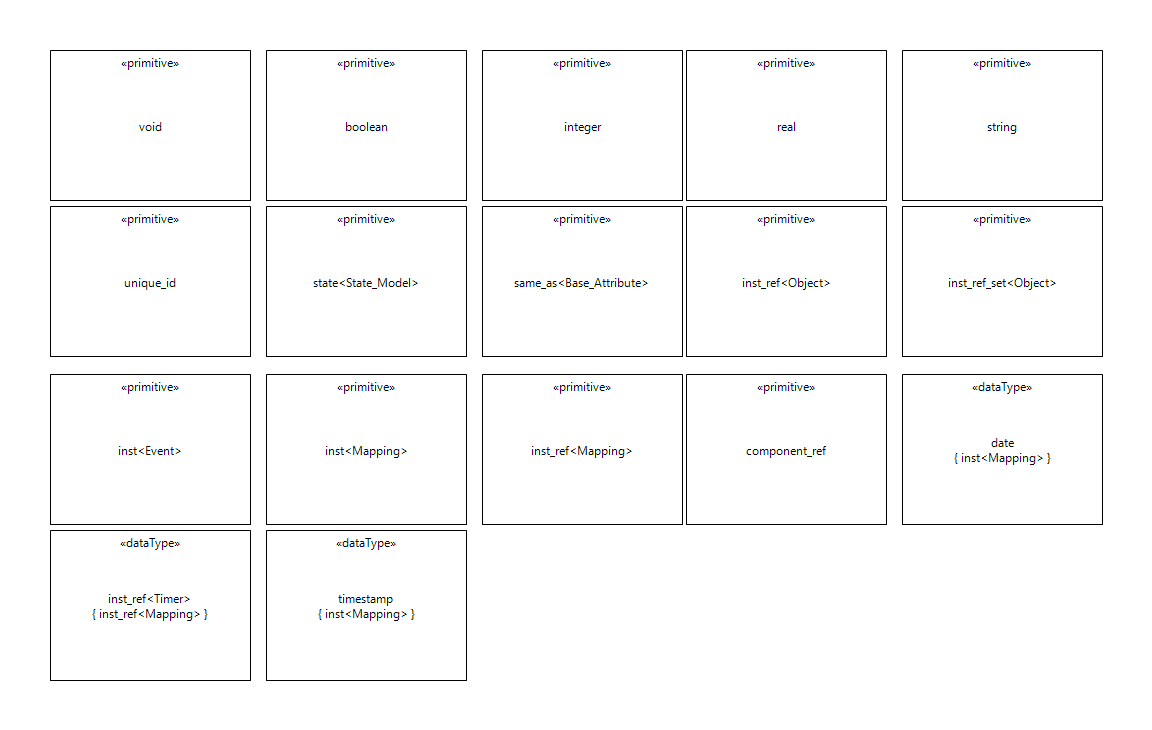 «primitive»
void
«primitive»
boolean
«primitive»
integer
«primitive»
real
«primitive»
string
«primitive»
unique_id
«primitive»
state<State_Model>
«primitive»
same_as<Base_Attribute>
«primitive»
inst_ref<Object>
«primitive»
inst_ref_set<Object>
«primitive»
inst<Event>
«primitive»
inst<Mapping>
«primitive»
inst_ref<Mapping>
«primitive»
component_ref
«dataType»
date
{ inst<Mapping> }
«dataType»
inst_ref<Timer>
{ inst_ref<Mapping> }
«dataType»
timestamp
{ inst<Mapping> }